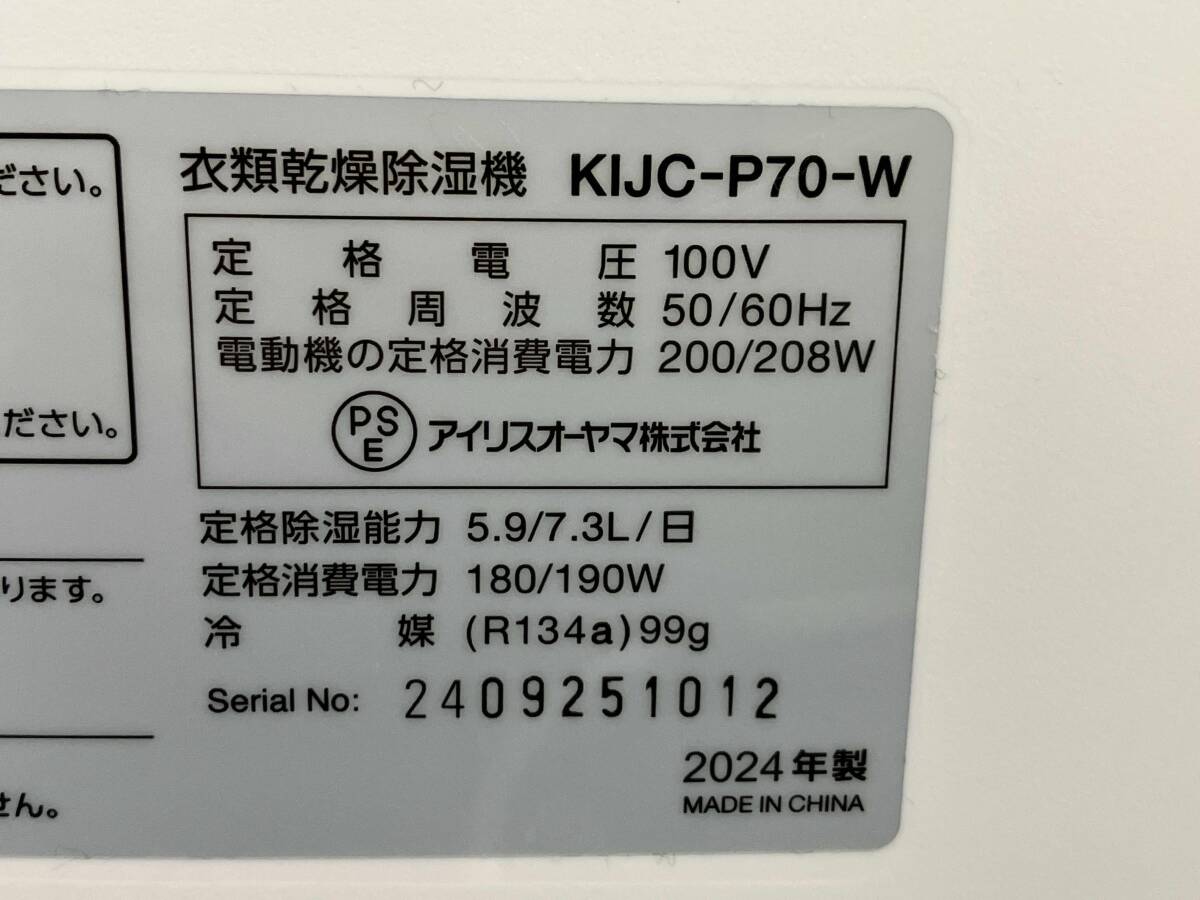 ださい。
ださい。
ります。
せん。
衣類乾燥除湿機 KIJC-P70-W
定格電圧 100V
定格周波数 50/60Hz
電動機の定格消費電力 200/208W
PSE アイリスオーヤマ株式会社
定格除湿能力 5.9/7.3L/日
定格消費電力 180/190W
冷媒 (R134a)99g
Serial No: 2409251012
2024年製
MADE IN CHINA